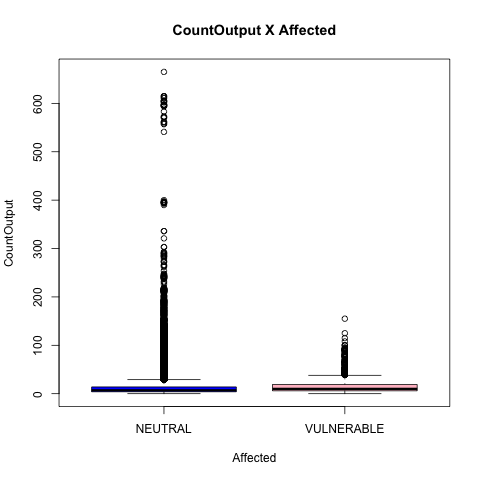 CountOutput X Affected
600
500
400
300
200
100
0
CountOutput
NEUTRAL
VULNERABLE
Affected